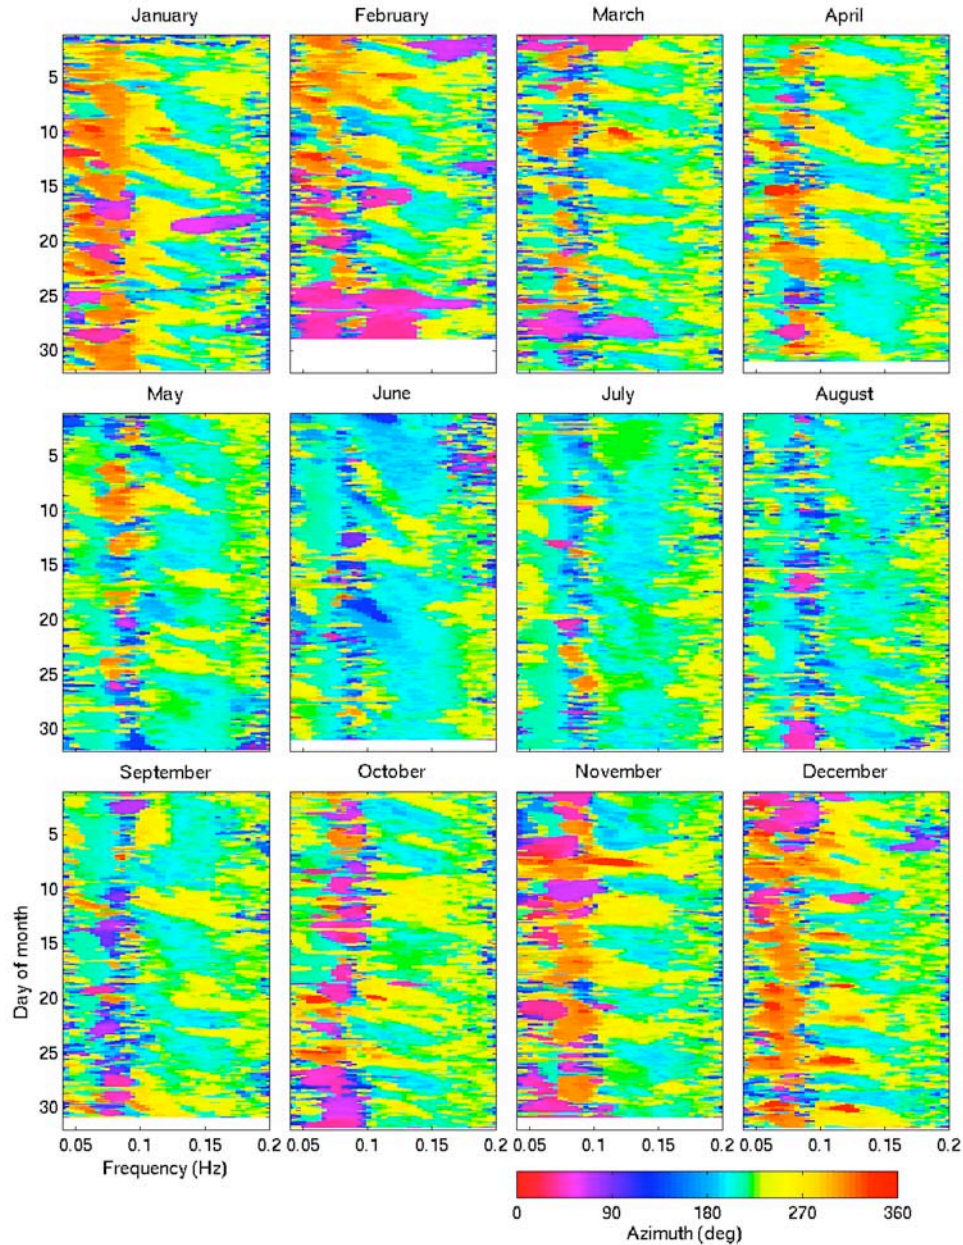 January February March April
5
10
15
20
25
30
May June July August
5
10
15
20
25
30
September October November December
5
10
15
20
25
30
Day of month
0.05 0.1 0.15 0.2 0.05 0.1 0.15 0.2 0.05 0.1 0.15 0.2 0.05 0.1 0.15 0.2
Frequency (Hz)
0 90 180 270 360
Azimuth (deg)